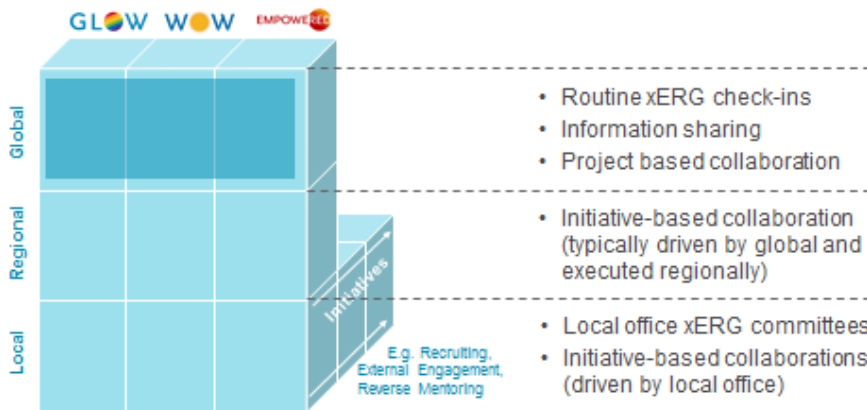 GLOW WOW EMPOWERED
Global
• Routine xERG check-ins
• Information sharing
• Project based collaboration
Regional
• Initiative-based collaboration
(typically driven by global and
executed regionally)
Initiatives
Local
E.g. Recruiting,
External Engagement,
Reverse Mentoring
• Local office xERG committees
• Initiative-based collaborations
(driven by local office)